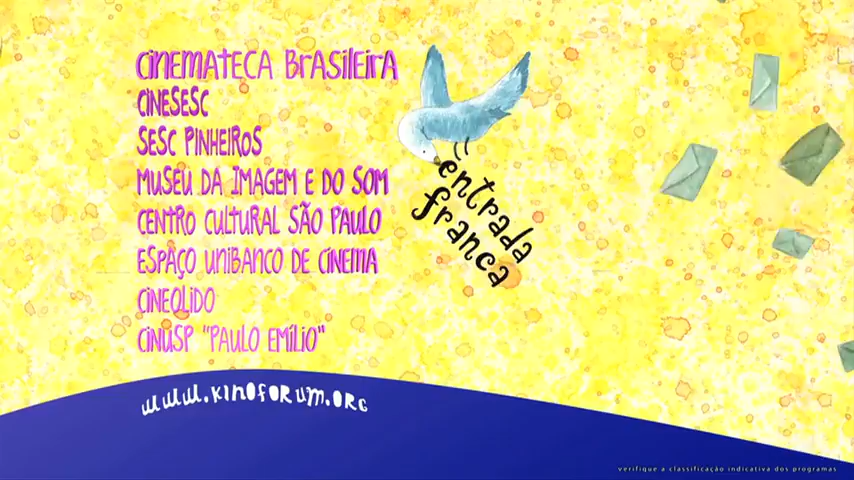 CINEMATECA BRASILEIRA
CINESESC
SESC PINHEIROS
MUSEU DA IMAGEM E DO SOM
CENTRO CULTURAL SÃO PAULO
ESPAÇO UNIBANCO DE CINEMA
CINEOLIDO
CINUSP "PAULO EMÍLIO"
entrada
franca
www.kinoforum.org
verifique a classificação indicativa dos programas